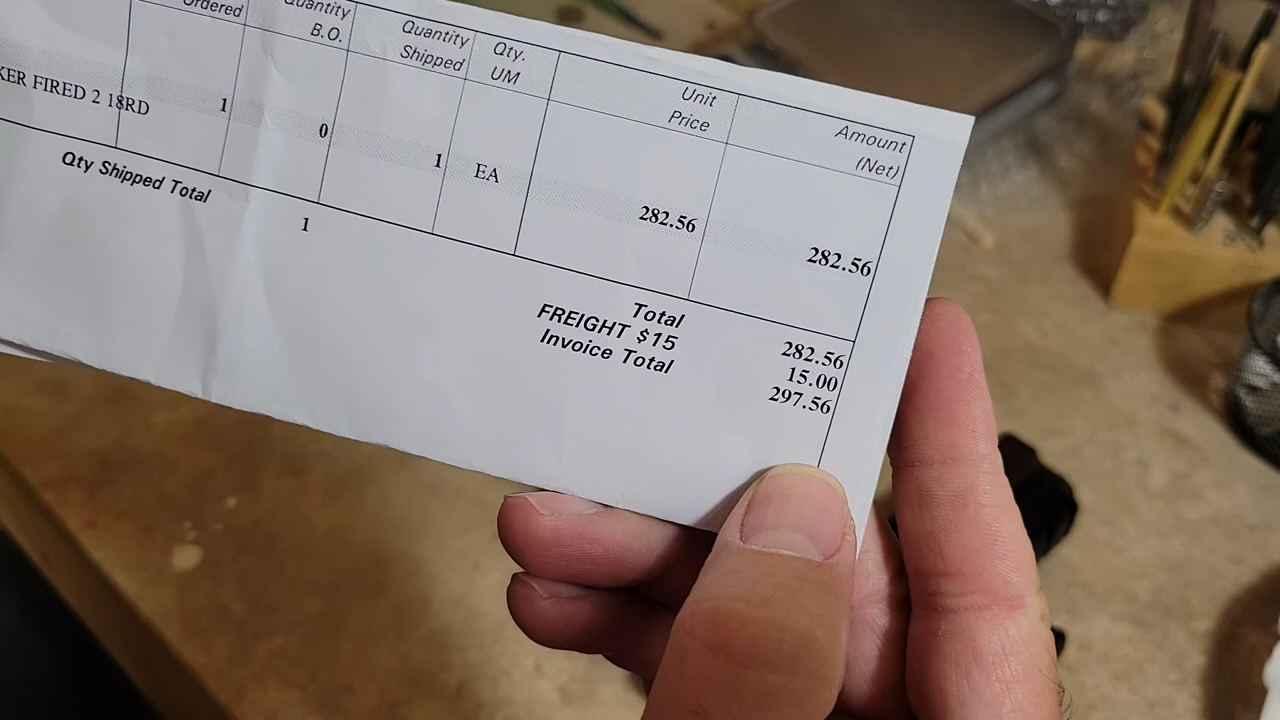 Ordered
Quantity
B.O.
Quantity
Shipped
Qty.
UM
Unit
Price
Amount
(Net)
KER FIRED 2 18RD
1
0
1
EA
282.56
282.56
Qty Shipped Total
1
Total 282.56
FREIGHT $15 15.00
Invoice Total 297.56